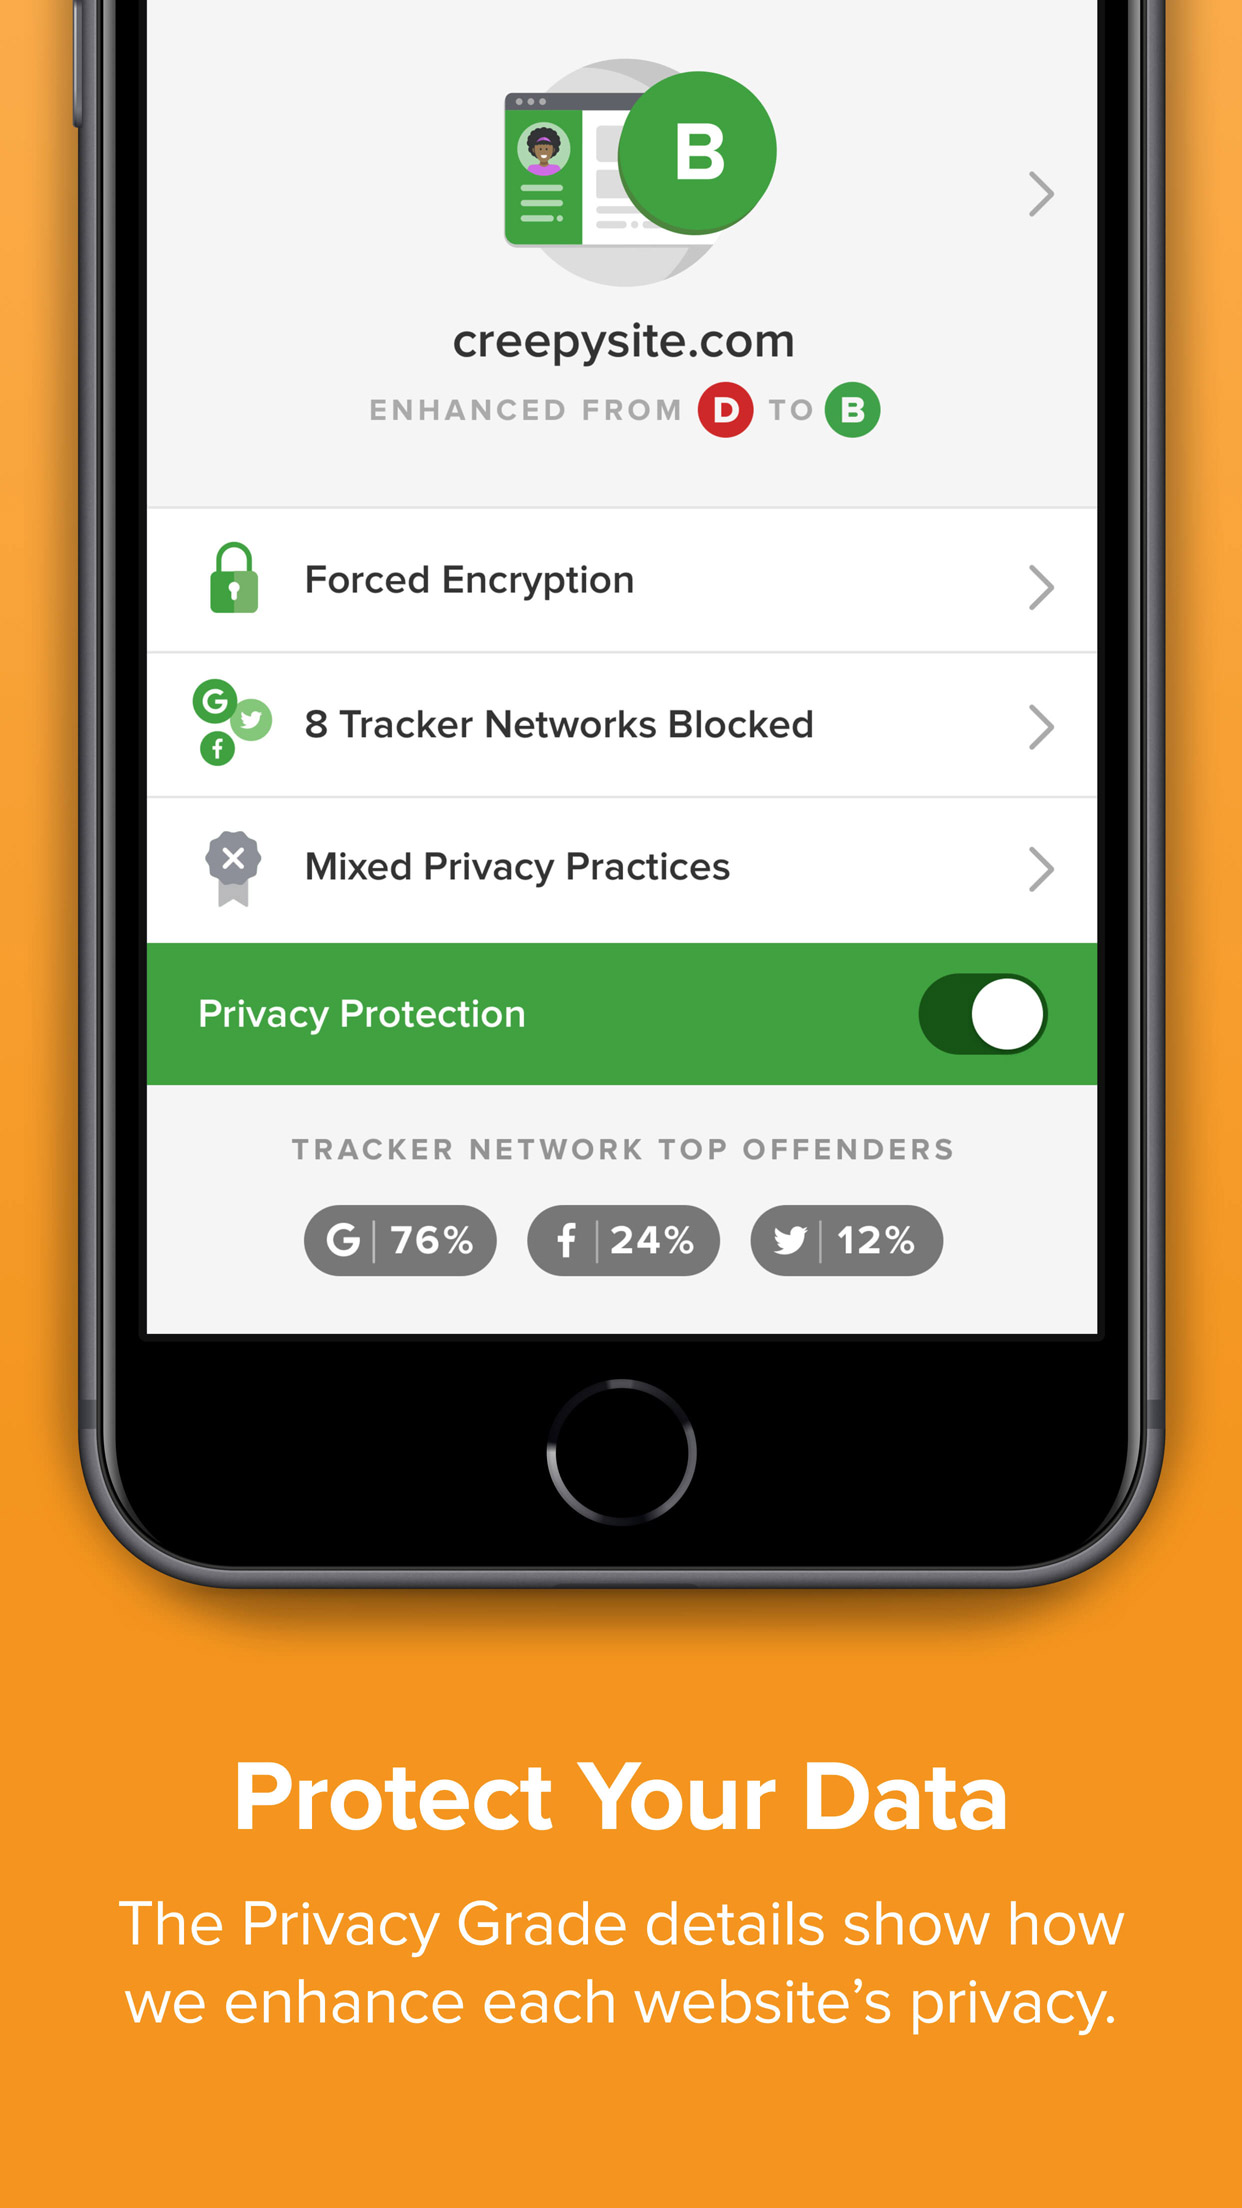 B
creepysite.com
ENHANCED FROM D TO B
Forced Encryption
G
f
8 Tracker Networks Blocked
Mixed Privacy Practices
Privacy Protection
TRACKER NETWORK TOP OFFENDERS
G 76% f 24% 12%
Protect Your Data
The Privacy Grade details show how
we enhance each website’s privacy.